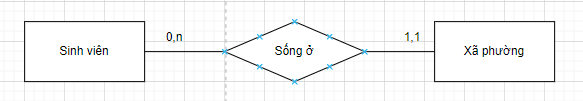 Sinh viên
0,n
Sống ở
1,1
Xã phường